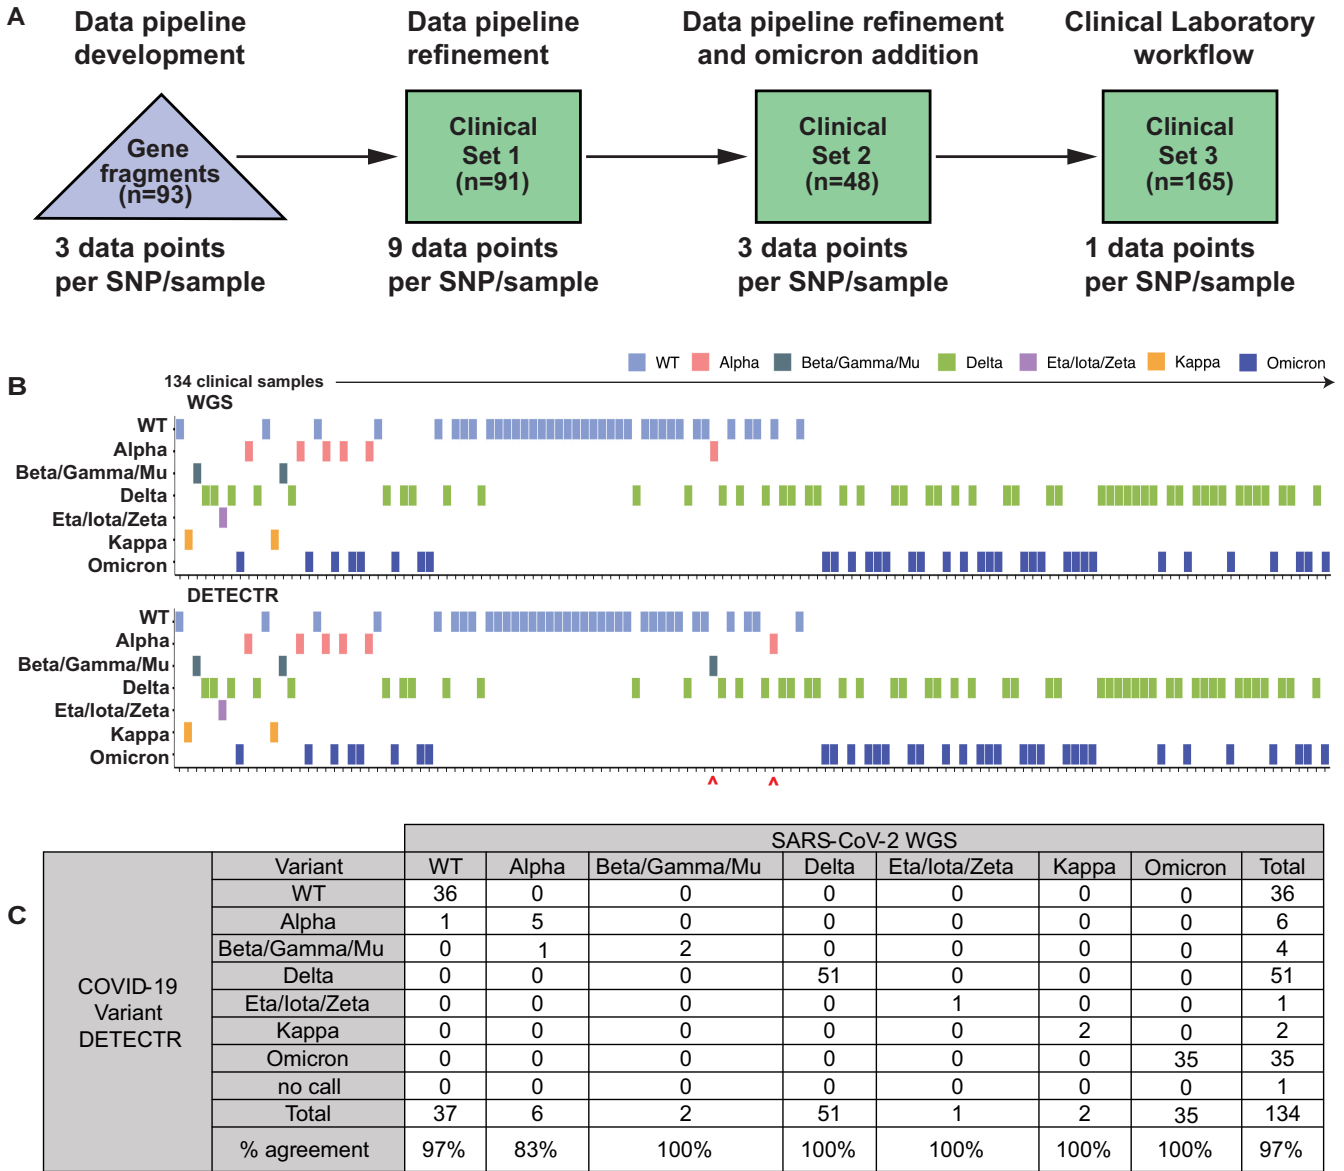 A
Data pipeline
development
Data pipeline
refinement
Data pipeline refinement
and omicron addition
Clinical Laboratory
workflow
Gene
fragments
(n=93)
Clinical
Set 1
(n=91)
Clinical
Set 2
(n=48)
Clinical
Set 3
(n=165)
3 data points
per SNP/sample
9 data points
per SNP/sample
3 data points
per SNP/sample
1 data points
per SNP/sample
WT Alpha Beta/Gamma/Mu Delta Eta/Iota/Zeta Kappa Omicron
B
134 clinical samples
WGS
WT
Alpha
Beta/Gamma/Mu
Delta
Eta/Iota/Zeta
Kappa
Omicron
DETECTR
WT
Alpha
Beta/Gamma/Mu
Delta
Eta/Iota/Zeta
Kappa
Omicron
^ ^
C
SARS-CoV-2 WGS
Variant WT Alpha Beta/Gamma/Mu Delta Eta/Iota/Zeta Kappa Omicron Total
WT 36 0 0 0 0 0 0 36
Alpha 1 5 0 0 0 0 0 6
Beta/Gamma/Mu 0 1 2 0 0 0 0 4
Delta 0 0 0 51 0 0 0 51
Eta/Iota/Zeta 0 0 0 0 1 0 0 1
Kappa 0 0 0 0 0 2 0 2
Omicron 0 0 0 0 0 0 35 35
no call 0 0 0 0 0 0 0 1
Total 37 6 2 51 1 2 35 134
% agreement 97% 83% 100% 100% 100% 100% 100% 97%
COVID-19
Variant
DETECTR